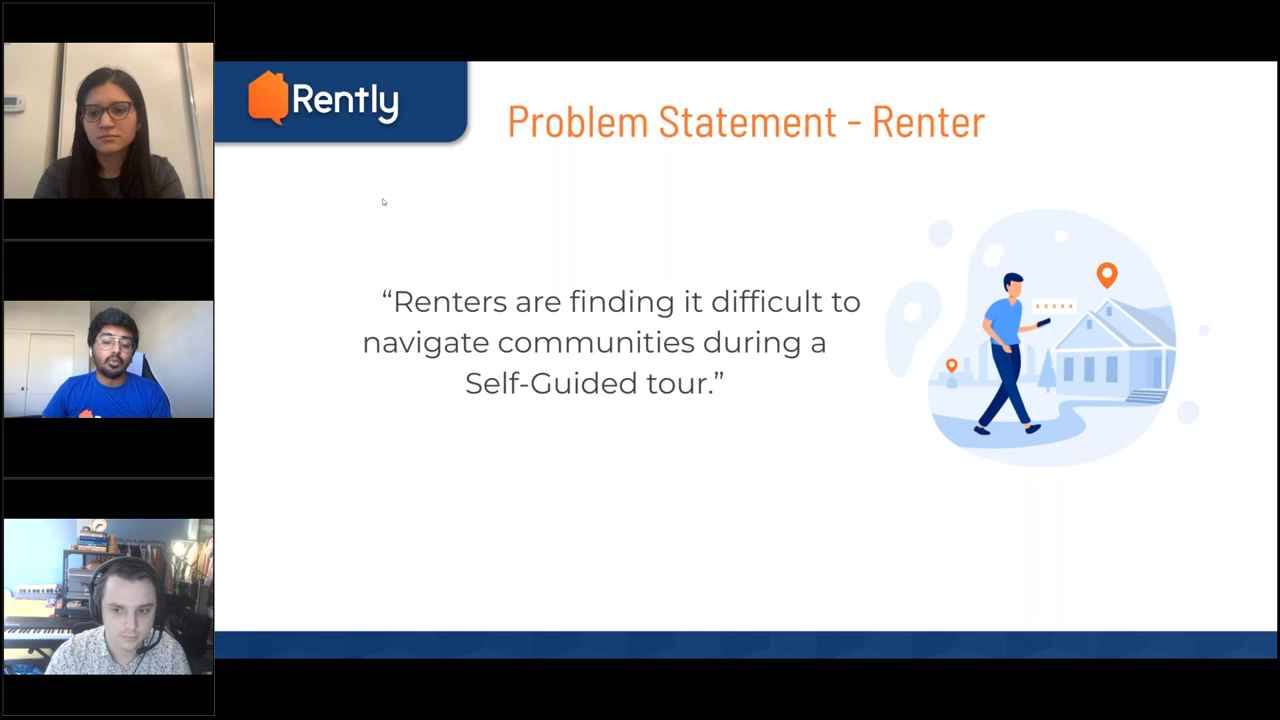 Rently
Problem Statement - Renter
“Renters are finding it difficult to
navigate communities during a
Self-Guided tour.”